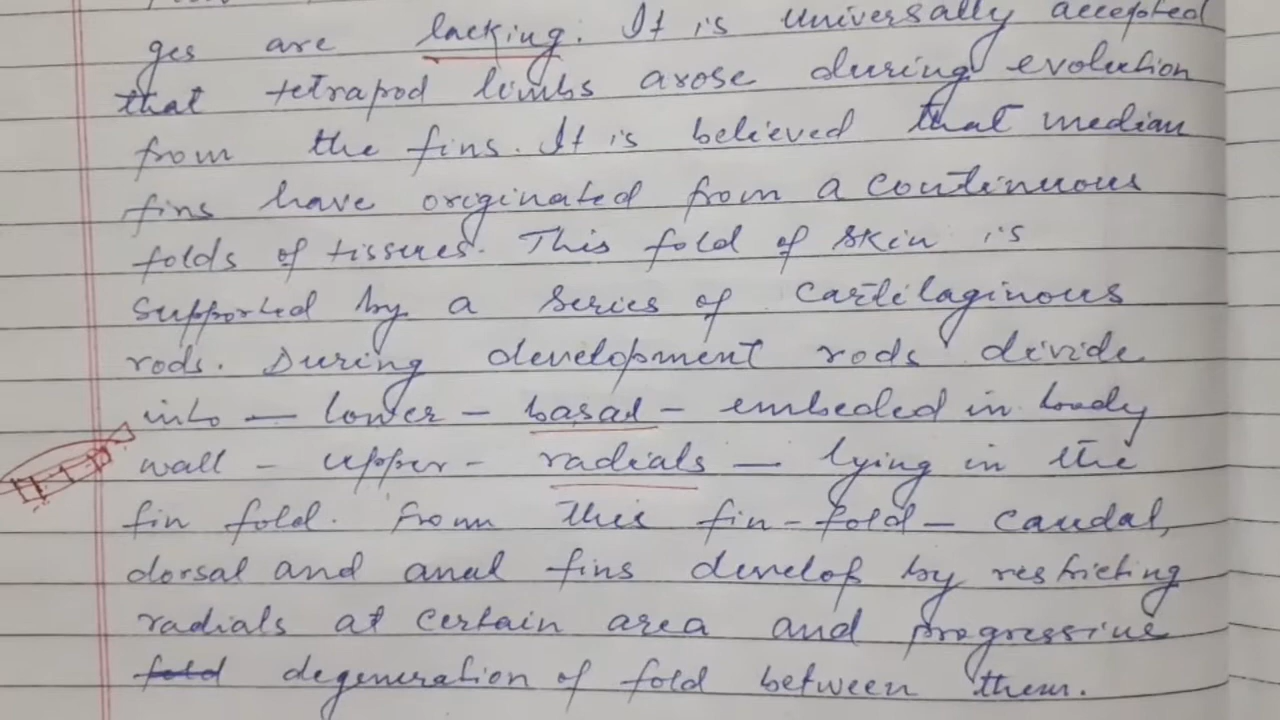 ges are lacking. It is universally accepted
that tetrapod limbs arose during evolution
from the fins. It is believed that median
fins have originated from a continuous
folds of tissues. This fold of skin is
supported by a series of cartilaginous
rods. During development rods divide
into — lower - basal - embeded in body
wall - upper - radials — lying in the
fin fold. From this fin-fold - caudal,
dorsal and anal fins develop by restricting
radials at certain area and progressive
fold degeneration of fold between them.